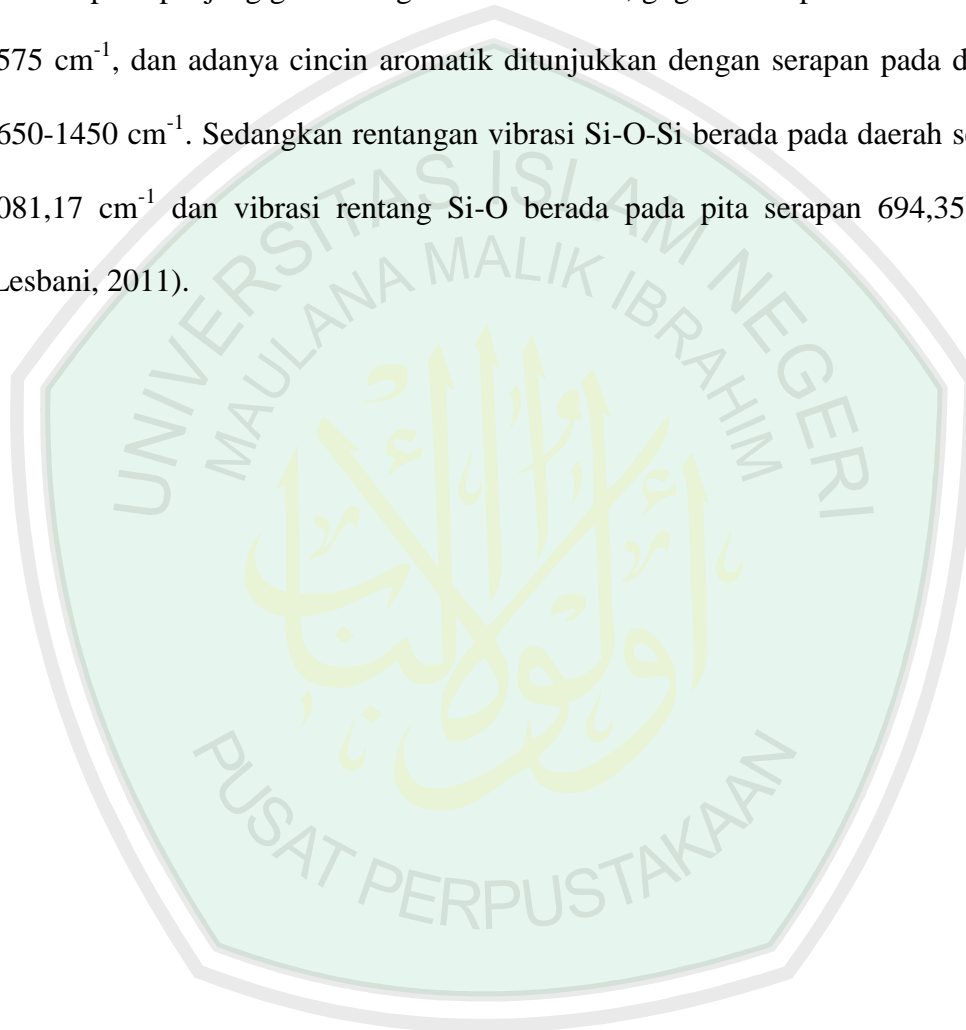 575 cm-1, dan adanya cincin aromatik ditunjukkan dengan serapan pada d
650-1450 cm-1. Sedangkan rentangan vibrasi Si-O-Si berada pada daerah se
081,17 cm-1 dan vibrasi rentang Si-O berada pada pita serapan 694,35
Lesbani, 2011).
UNIVERSITAS ISLAM NEGERI
MAULANA MALIK IBRAHIM
PUSAT PERPUSTAKAAN